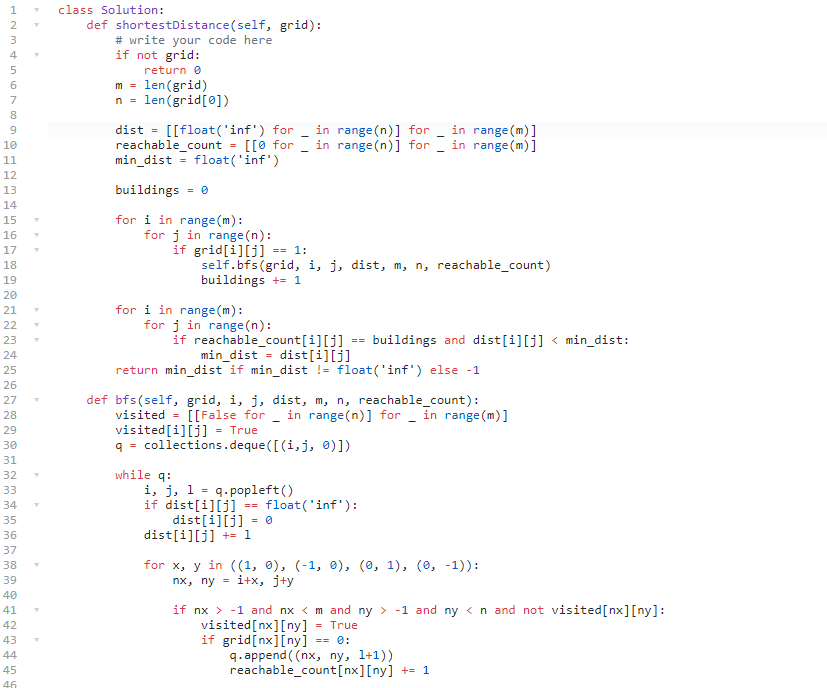 1 class Solution:
2 def shortestDistance(self, grid):
3 # write your code here
4 if not grid:
5 return 0
6 m = len(grid)
7 n = len(grid[0])
8
9 dist = [[float('inf') for _ in range(n)] for _ in range(m)]
10 reachable_count = [[0 for _ in range(n)] for _ in range(m)]
11 min_dist = float('inf')
12
13 buildings = 0
14
15 for i in range(m):
16 for j in range(n):
17 if grid[i][j] == 1:
18 self.bfs(grid, i, j, dist, m, n, reachable_count)
19 buildings += 1
20
21 for i in range(m):
22 for j in range(n):
23 if reachable_count[i][j] == buildings and dist[i][j] < min_dist:
24 min_dist = dist[i][j]
25 return min_dist if min_dist != float('inf') else -1
26
27 def bfs(self, grid, i, j, dist, m, n, reachable_count):
28 visited = [[False for _ in range(n)] for _ in range(m)]
29 visited[i][j] = True
30 q = collections.deque([(i,j, 0)])
31
32 while q:
33 i, j, l = q.popleft()
34 if dist[i][j] == float('inf'):
35 dist[i][j] = 0
36 dist[i][j] += l
37
38 for x, y in ((1, 0), (-1, 0), (0, 1), (0, -1)):
39 nx, ny = i+x, j+y
40
41 if nx > -1 and nx < m and ny > -1 and ny < n and not visited[nx][ny]:
42 visited[nx][ny] = True
43 if grid[nx][ny] == 0:
44 q.append((nx, ny, l+1))
45 reachable_count[nx][ny] += 1
46